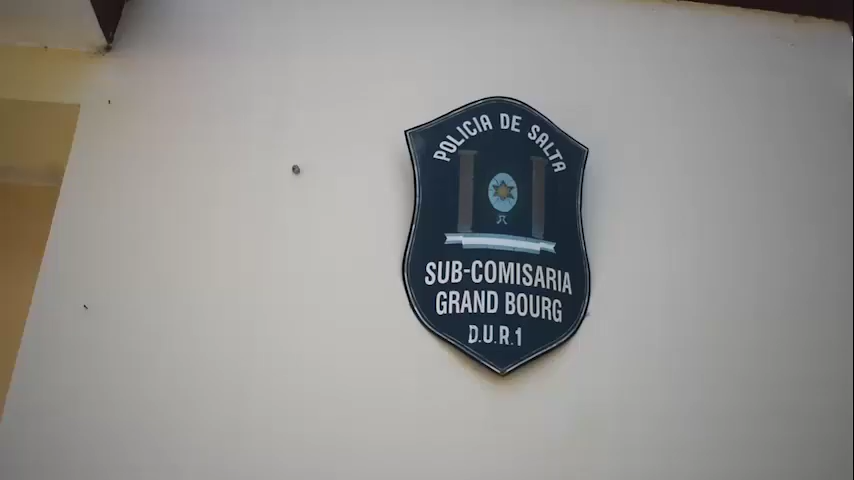 POLICIA DE SALTA
SUB-COMISARIA
GRAND BOURG
D.U.R.1